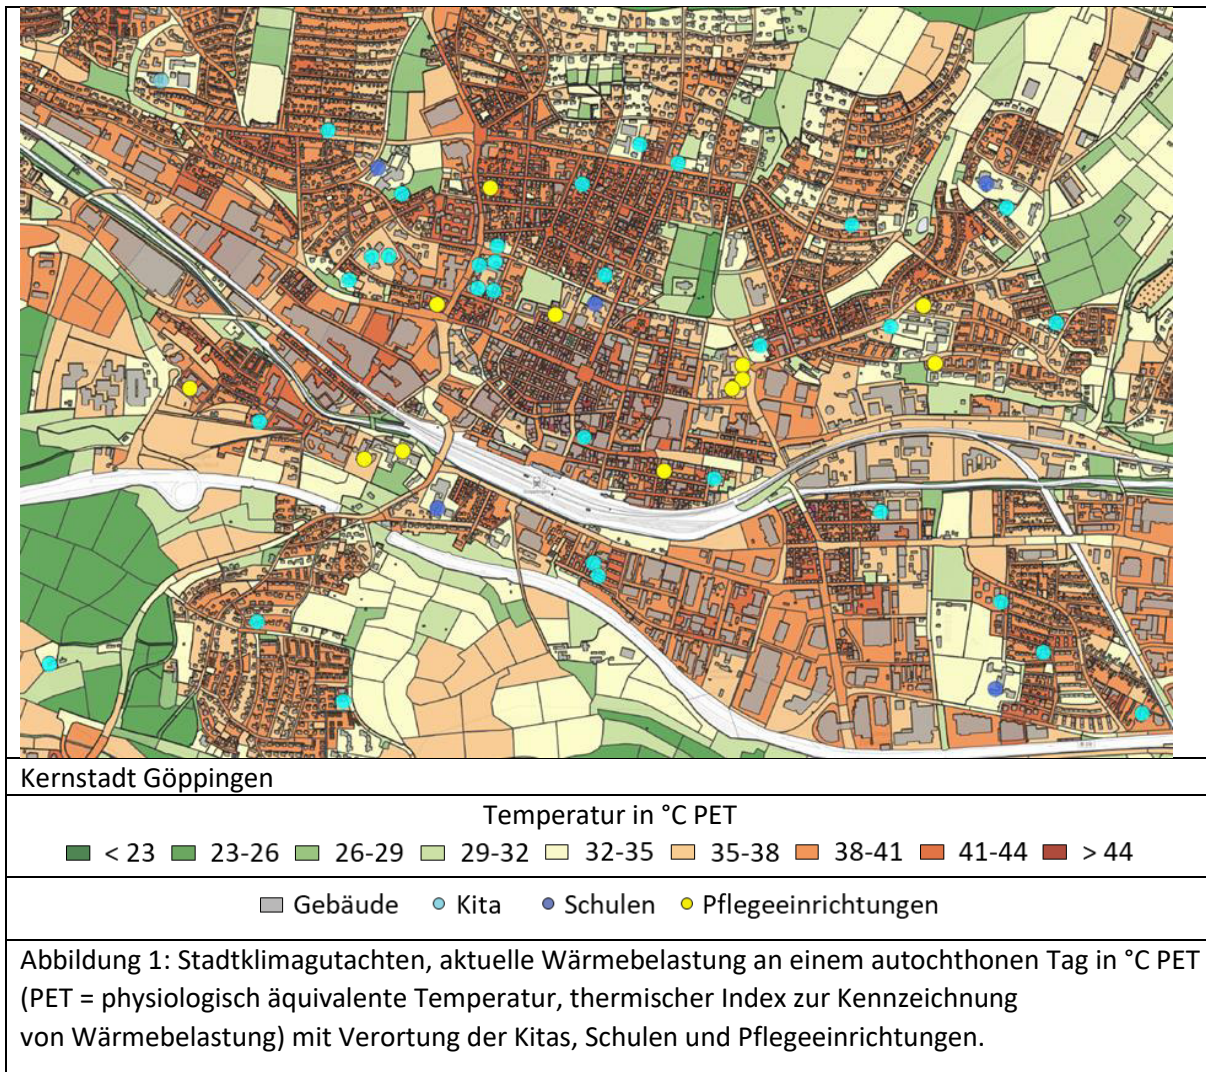 Kernstadt Göppingen
Temperatur in °C PET
< 23 23-26 26-29 29-32 32-35 35-38 38-41 41-44 > 44
Gebäude Kita Schulen Pflegeeinrichtungen
Abbildung 1: Stadtklimagutachten, aktuelle Wärmebelastung an einem autochthonen Tag in °C PET
(PET = physiologisch äquivalente Temperatur, thermischer Index zur Kennzeichnung
von Wärmebelastung) mit Verortung der Kitas, Schulen und Pflegeeinrichtungen.